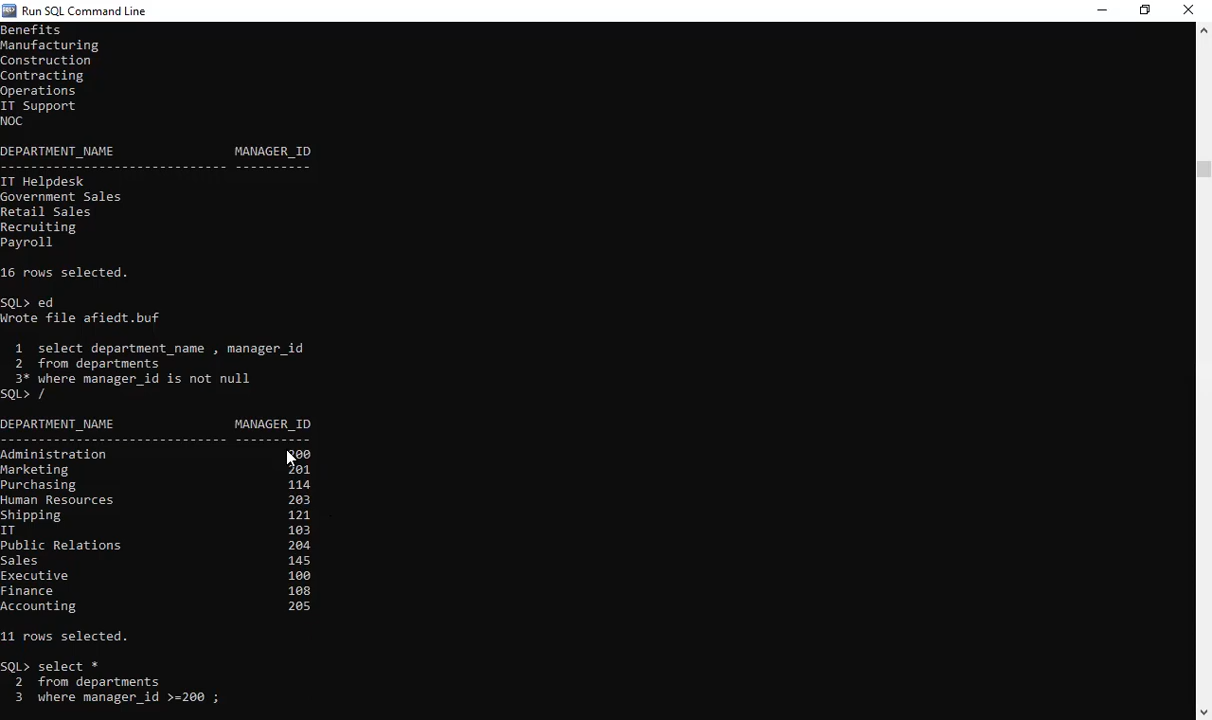 Run SQL Command Line
Benefits
Manufacturing
Construction
Contracting
Operations
IT Support
NOC
DEPARTMENT_NAME                MANAGER_ID
------------------------------ ----------
IT Helpdesk
Government Sales
Retail Sales
Recruiting
Payroll
16 rows selected.
SQL> ed
Wrote file afiedt.buf
  1  select department_name , manager_id
  2  from departments
  3* where manager_id is not null
SQL> /
DEPARTMENT_NAME                MANAGER_ID
------------------------------ ----------
Administration                        200
Marketing                             201
Purchasing                            114
Human Resources                       203
Shipping                              121
IT                                    103
Public Relations                      204
Sales                                 145
Executive                             100
Finance                               108
Accounting                            205
11 rows selected.
SQL> select *
  2  from departments
  3  where manager_id >=200 ;